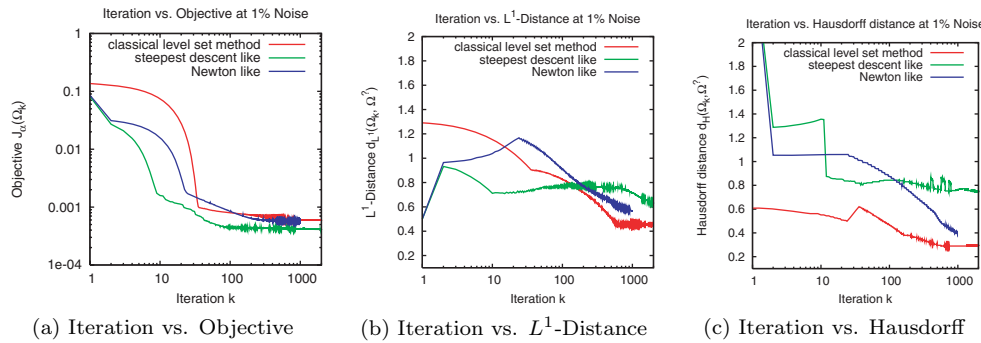 Iteration vs. Objective at 1% Noise
classical level set method
steepest descent like
Newton like
1
0.1
0.01
0.001
1e-04
Objective J_α(Ω_k)
1 10 100 1000
Iteration k
(a) Iteration vs. Objective
Iteration vs. L¹-Distance at 1% Noise
classical level set method
steepest descent like
Newton like
2
1.8
1.6
1.4
1.2
1
0.8
0.6
0.4
0.2
L¹-Distance d_L¹(Ω_k, Ω?)
1 10 100 1000
Iteration k
(b) Iteration vs. L¹-Distance
Iteration vs. Hausdorff distance at 1% Noise
classical level set method
steepest descent like
Newton like
2
1.8
1.6
1.4
1.2
1
0.8
0.6
0.4
0.2
Hausdorff distance d_H(Ω_k,Ω?)
1 10 100 1000
Iteration k
(c) Iteration vs. Hausdorff